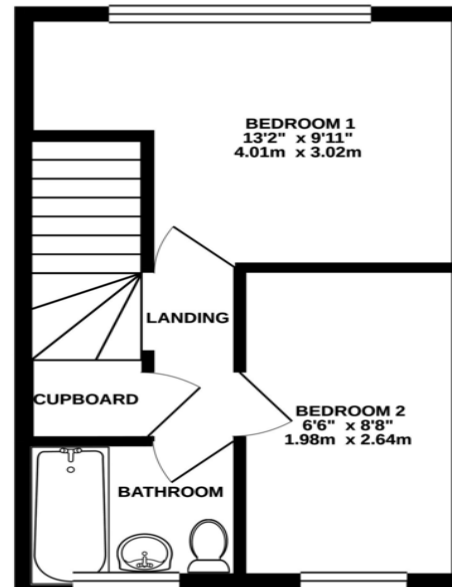 BEDROOM 1
13'2" x 9'11"
4.01m x 3.02m
LANDING
CUPBOARD
BEDROOM 2
6'6" x 8'8"
1.98m x 2.64m
BATHROOM